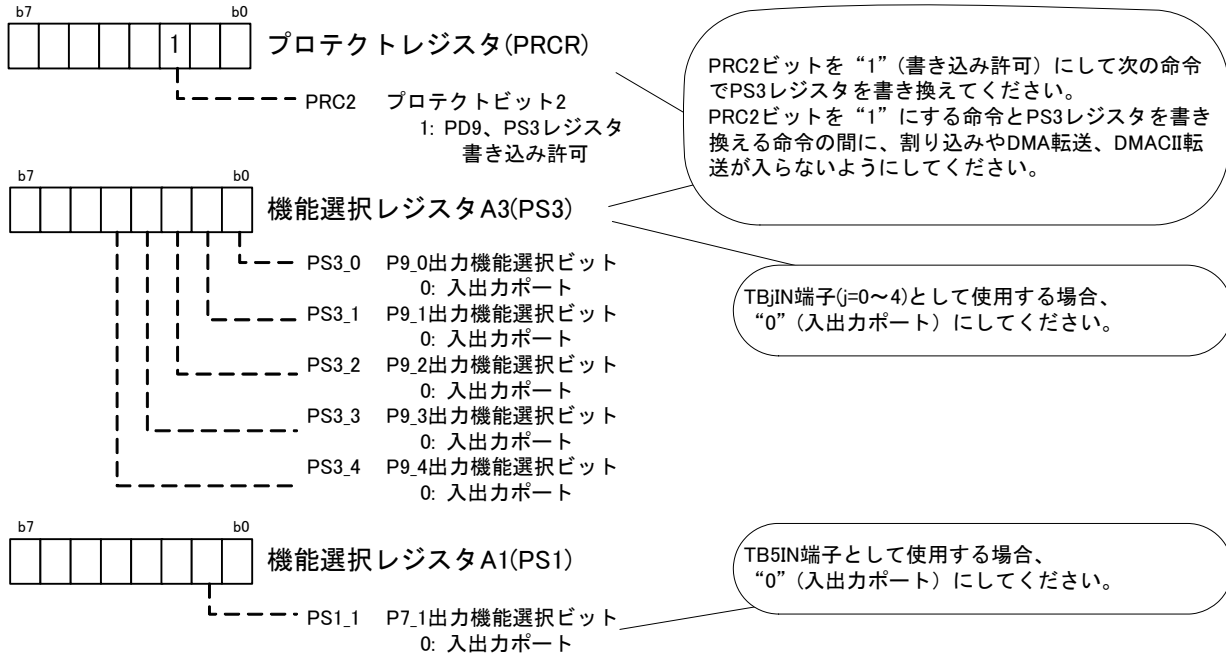 b7 b0
1
プロテクトレジスタ(PRCR)
PRC2 プロテクトビット2
1: PD9、PS3レジスタ
書き込み許可
PRC2ビットを“1”(書き込み許可)にして次の命令
でPS3レジスタを書き換えてください。
PRC2ビットを“1”にする命令とPS3レジスタを書き
換える命令の間に、割り込みやDMA転送、DMACII転
送が入らないようにしてください。
b7 b0
機能選択レジスタA3(PS3)
PS3_0 P9_0出力機能選択ビット
0: 入出力ポート
PS3_1 P9_1出力機能選択ビット
0: 入出力ポート
PS3_2 P9_2出力機能選択ビット
0: 入出力ポート
PS3_3 P9_3出力機能選択ビット
0: 入出力ポート
PS3_4 P9_4出力機能選択ビット
0: 入出力ポート
TBjIN端子(j=0～4)として使用する場合、
“0”(入出力ポート)にしてください。
b7 b0
機能選択レジスタA1(PS1)
PS1_1 P7_1出力機能選択ビット
0: 入出力ポート
TB5IN端子として使用する場合、
“0”(入出力ポート)にしてください。